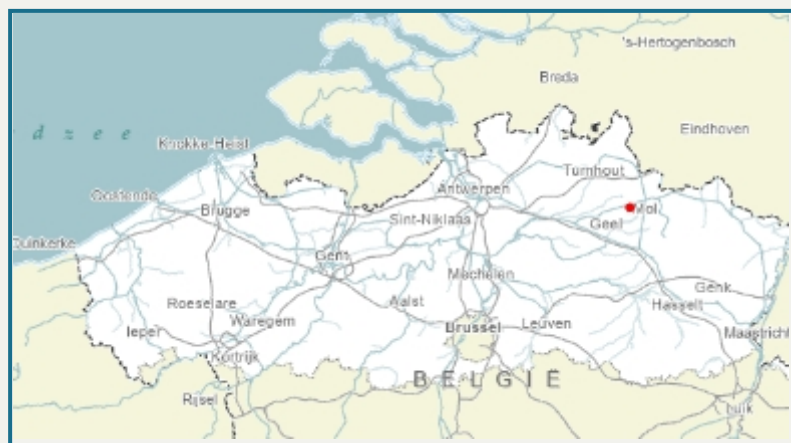 's-Hertogenbosch
Breda
d z e e
Eindhoven
Knokke-Heist
Turnhout
Antwerpen
Oostende
Brugge
Mol
Sint-Niklaas
Geel
Duinkerke
Gent
Mechelen
Genk
Roeselare
Aalst
Hasselt
Waregem
Brussel
Leuven
Ieper
Maastricht
Kortrijk
BELGIË
Rijsel
Luik